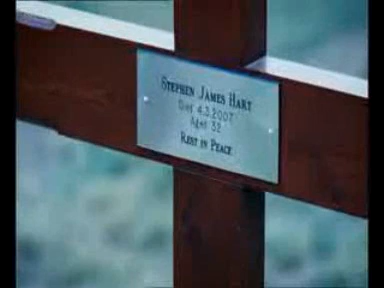 Stephen James Hart
Died 4.3.2007
Aged 32
Rest in Peace